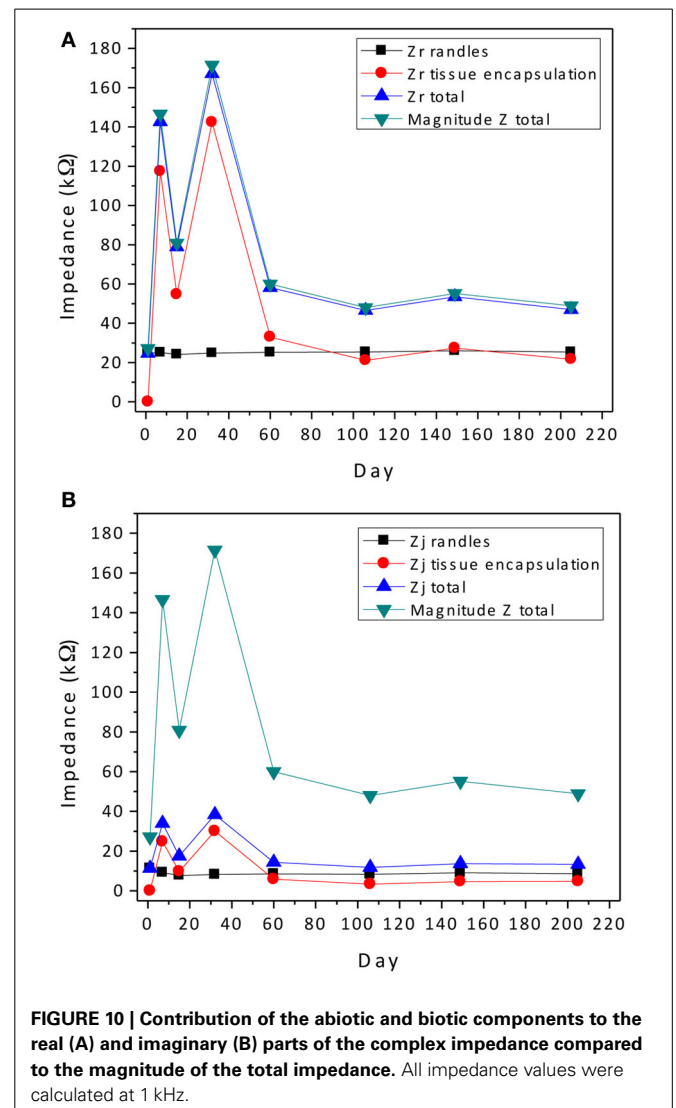 A
180
160
140
120
100
80
60
40
20
0
Impedance (kΩ)
Zr randles
Zr tissue encapsulation
Zr total
Magnitude Z total
0 20 40 60 80 100 120 140 160 180 200 220
Day
B
180
160
140
120
100
80
60
40
20
0
Impedance (kΩ)
Zj randles
Zj tissue encapsulation
Zj total
Magnitude Z total
0 20 40 60 80 100 120 140 160 180 200 220
Day
FIGURE 10 | Contribution of the abiotic and biotic components to the
real (A) and imaginary (B) parts of the complex impedance compared
to the magnitude of the total impedance. All impedance values were
calculated at 1 kHz.